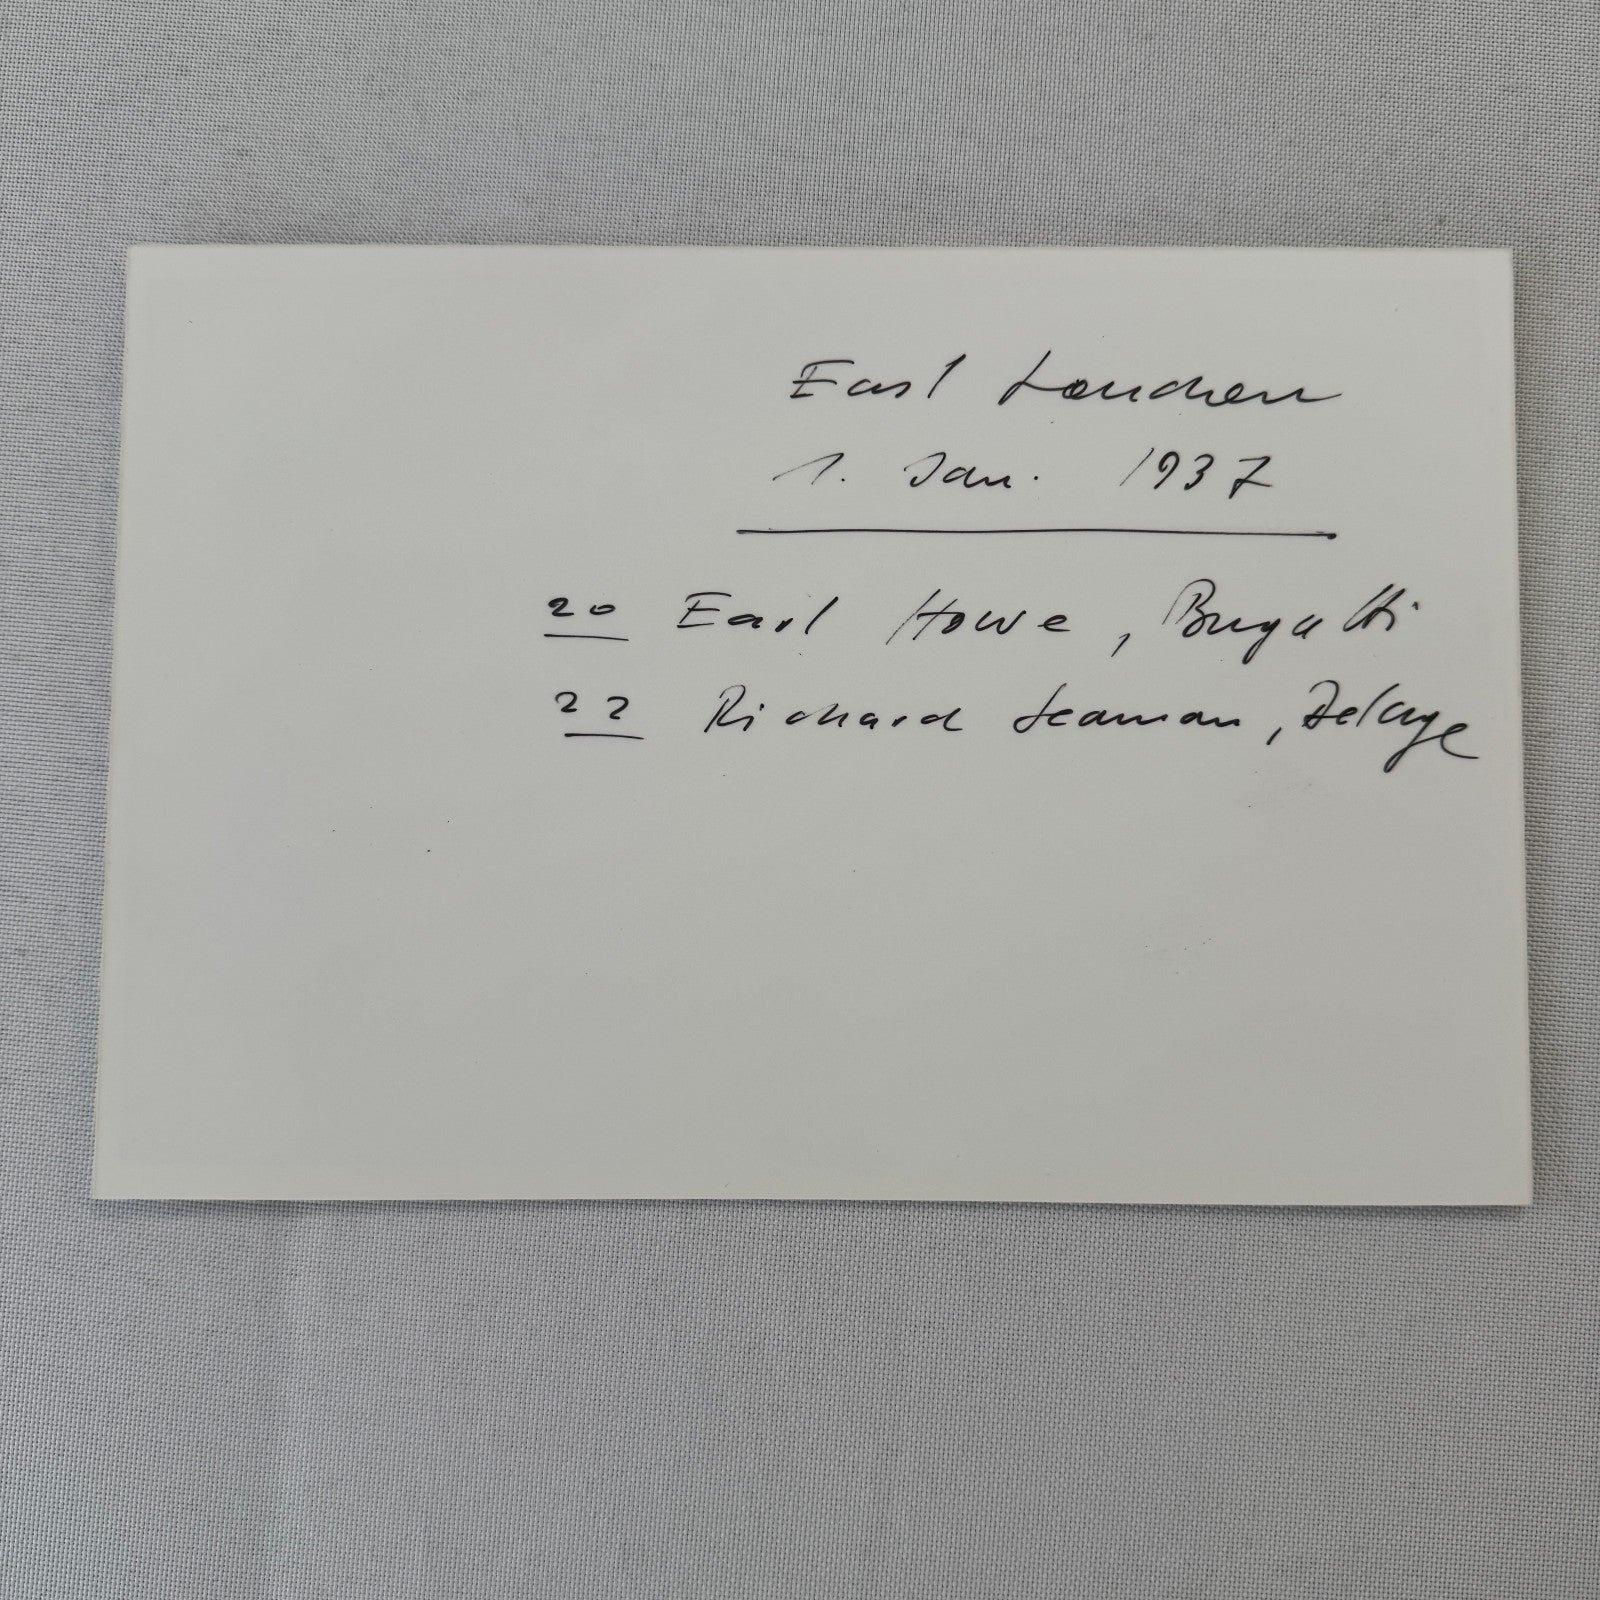 East London
1. Jan. 1937
20 Earl Howe, Bugatti
22 Richard Seaman, Delage